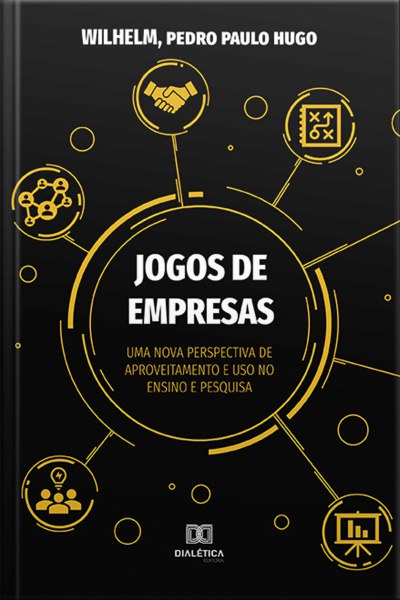 WILHELM, PEDRO PAULO HUGO
JOGOS DE
EMPRESAS
UMA NOVA PERSPECTIVA DE
APROVEITAMENTO E USO NO
ENSINO E PESQUISA
DIALÉTICA
EDITORA